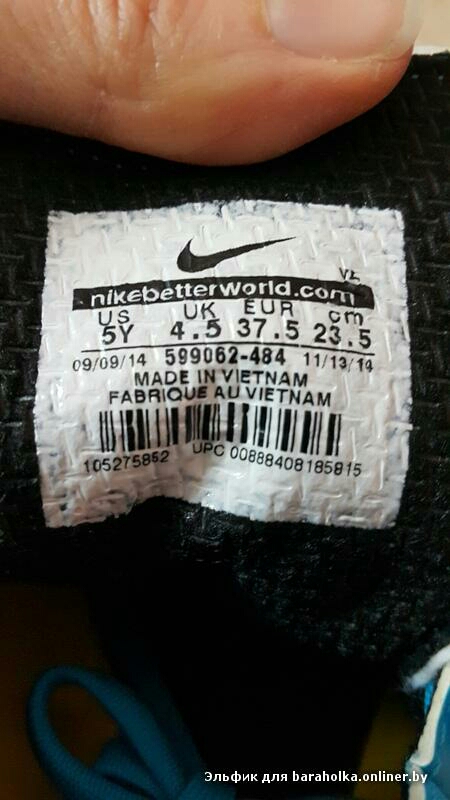 VL
nikebetterworld.com
US UK EUR cm
5Y 4.5 37.5 23.5
09/09/14 599062-484 11/13/14
MADE IN VIETNAM
FABRIQUE AU VIETNAM
105275852 UPC 00888408185815
Эльфик для baraholka.onliner.by